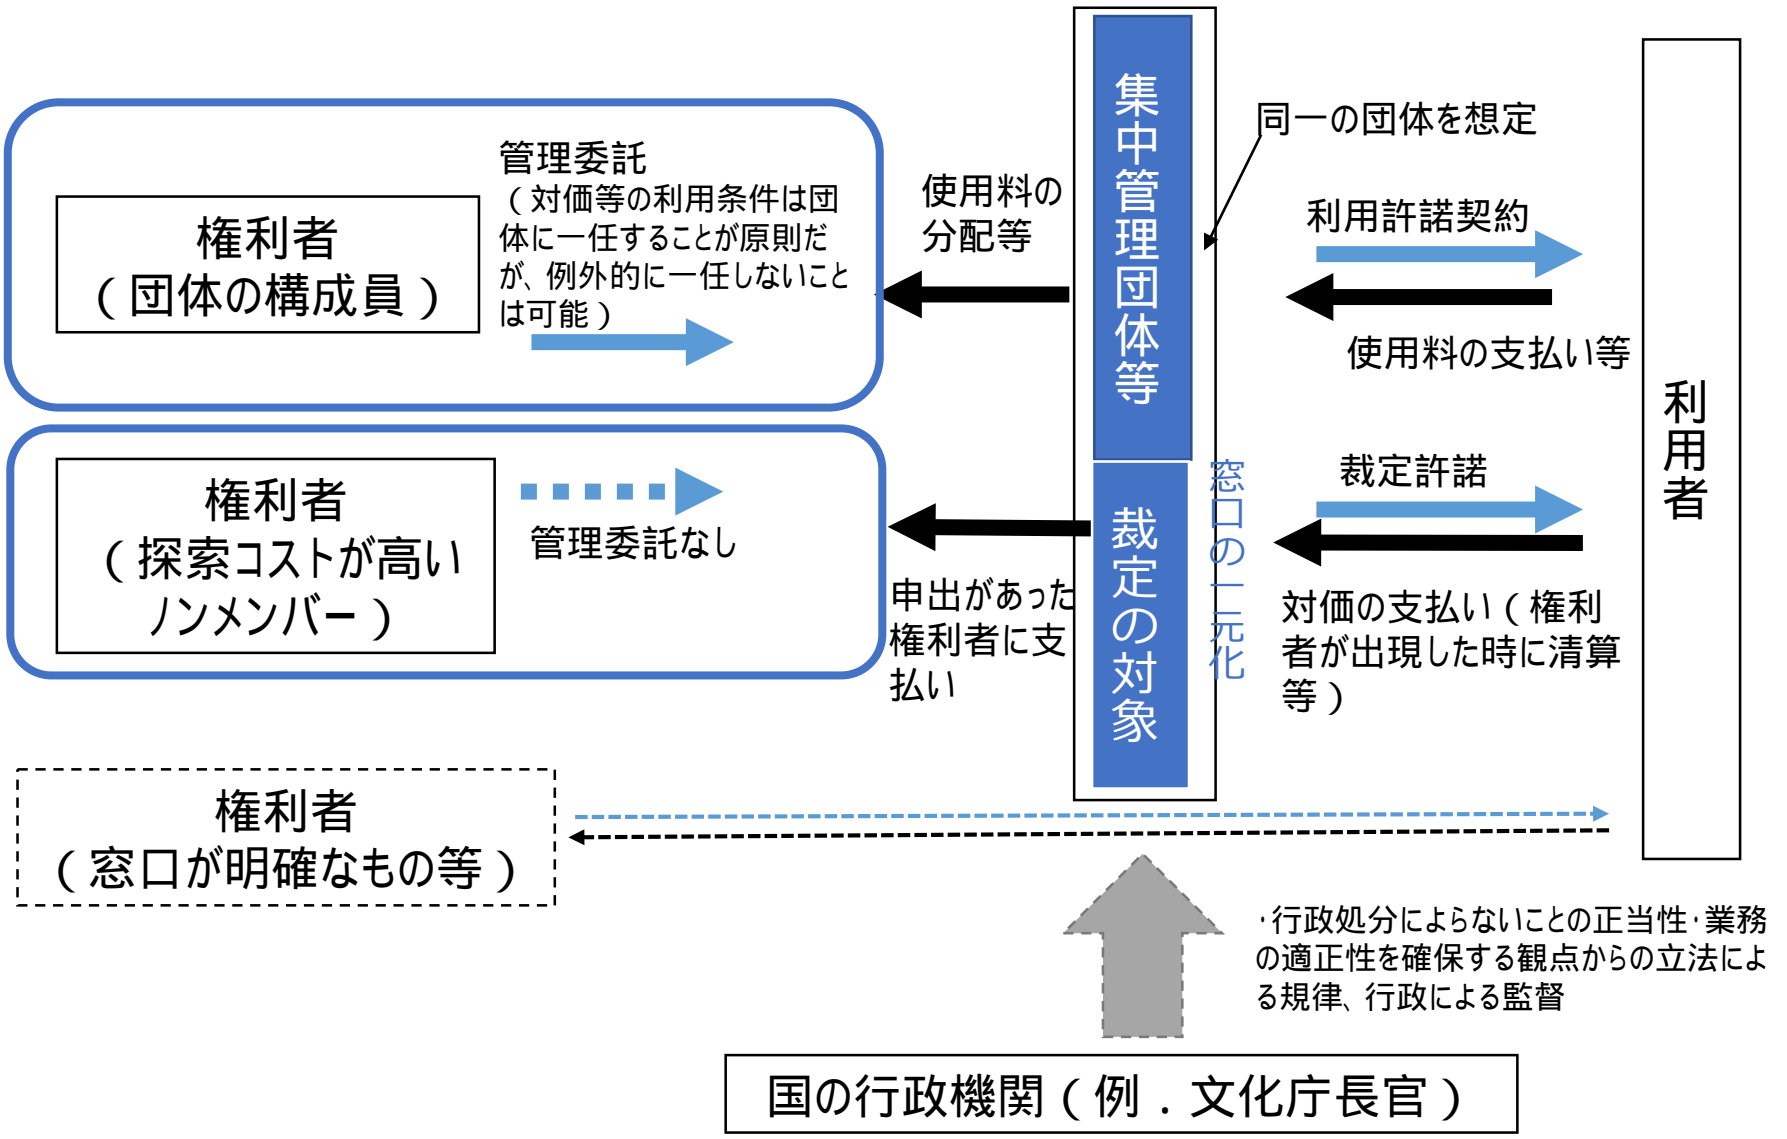 権利者
（団体の構成員）
管理委託
（対価等の利用条件は団
体に一任することが原則だ
が、例外的に一任しないこと
は可能）
使用料の
分配等
集中管理団体等
同一の団体を想定
利用許諾契約
使用料の支払い等
利用者
権利者
（探索コストが高い
ノンメンバー）
管理委託なし
申出があった
権利者に支
払い
裁定の対象
窓口の一元化
裁定許諾
対価の支払い（権利
者が出現した時に清算
等）
権利者
（窓口が明確なもの等）
・行政処分によらないことの正当性・業務
の適正性を確保する観点からの立法によ
る規律、行政による監督
国の行政機関（例．文化庁長官）